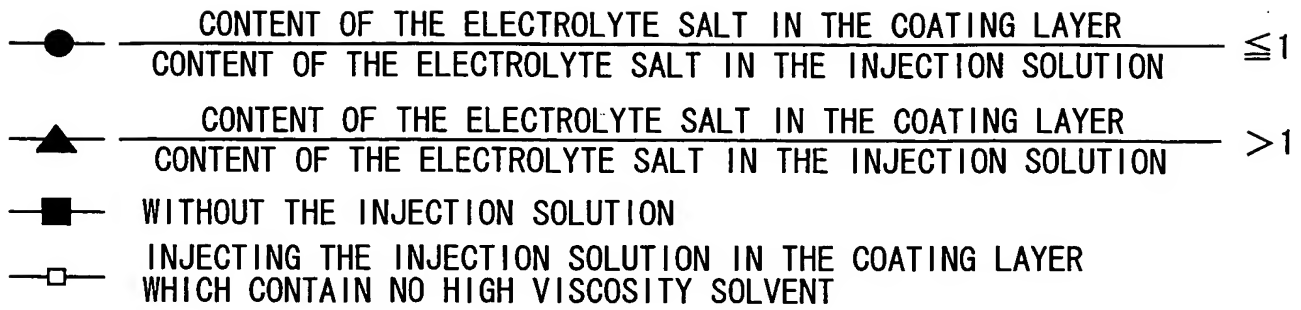 CONTENT OF THE ELECTROLYTE SALT IN THE COATING LAYER
CONTENT OF THE ELECTROLYTE SALT IN THE INJECTION SOLUTION ≦1
CONTENT OF THE ELECTROLYTE SALT IN THE COATING LAYER
CONTENT OF THE ELECTROLYTE SALT IN THE INJECTION SOLUTION >1
WITHOUT THE INJECTION SOLUTION
INJECTING THE INJECTION SOLUTION IN THE COATING LAYER
WHICH CONTAIN NO HIGH VISCOSITY SOLVENT